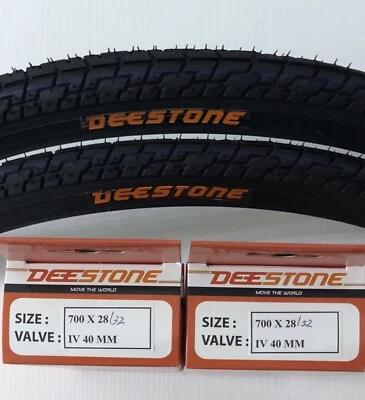 DEESTONE
DEESTONE
DEESTONE
MOVE THE WORLD
SIZE : 700 X 28/32
VALVE : IV 40 MM
DEESTONE
MOVE THE WORLD
SIZE : 700 X 28/32
VALVE : IV 40 MM